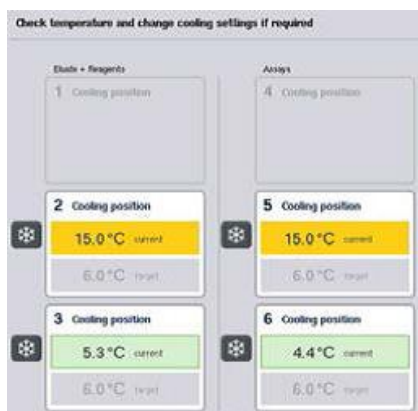 Check temperature and change cooling settings if required
Eluate + Reagents
Assays
1 Cooling position
4 Cooling position
2 Cooling position
5 Cooling position
15.0 °C current
15.0 °C current
6.0 °C target
6.0 °C target
3 Cooling position
6 Cooling position
5.3 °C current
4.4 °C current
6.0 °C target
6.0 °C target